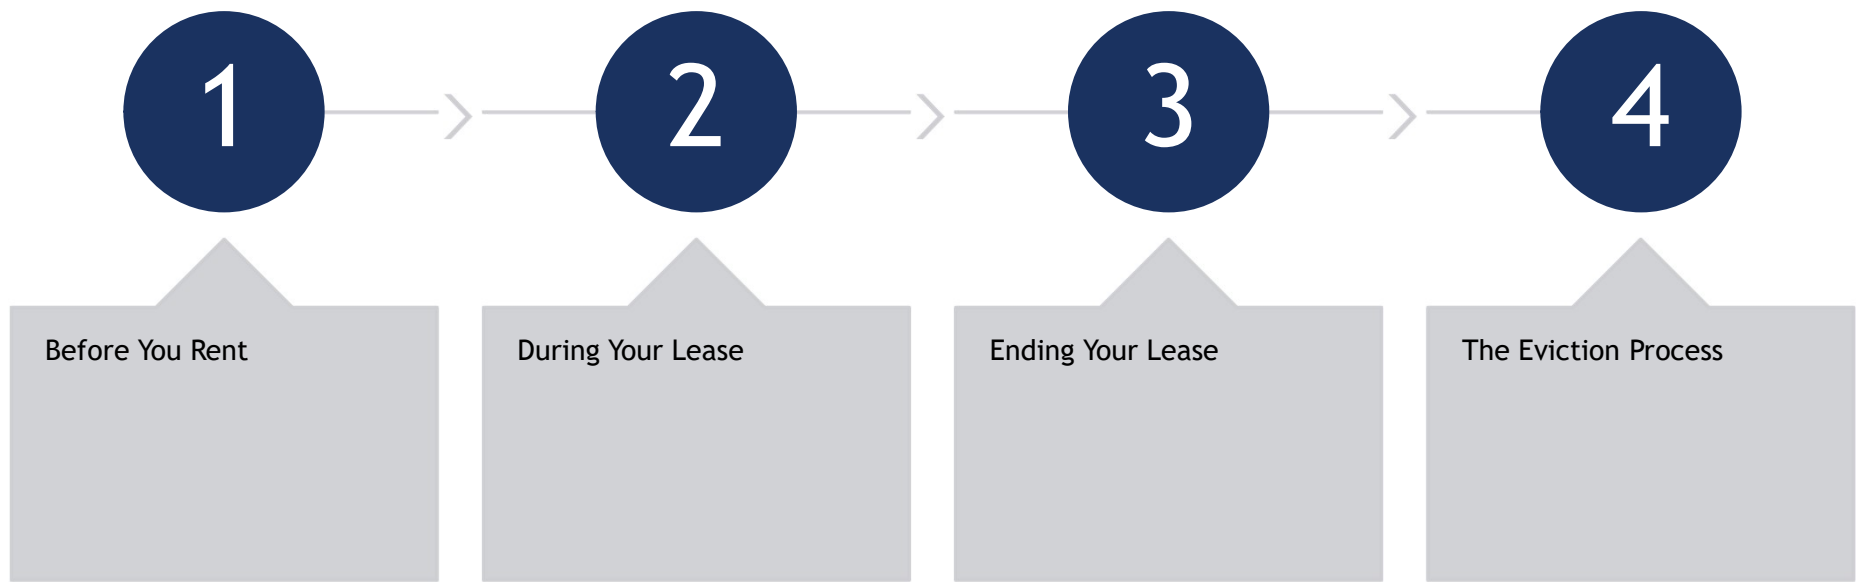 1
2
3
4
Before You Rent
During Your Lease
Ending Your Lease
The Eviction Process